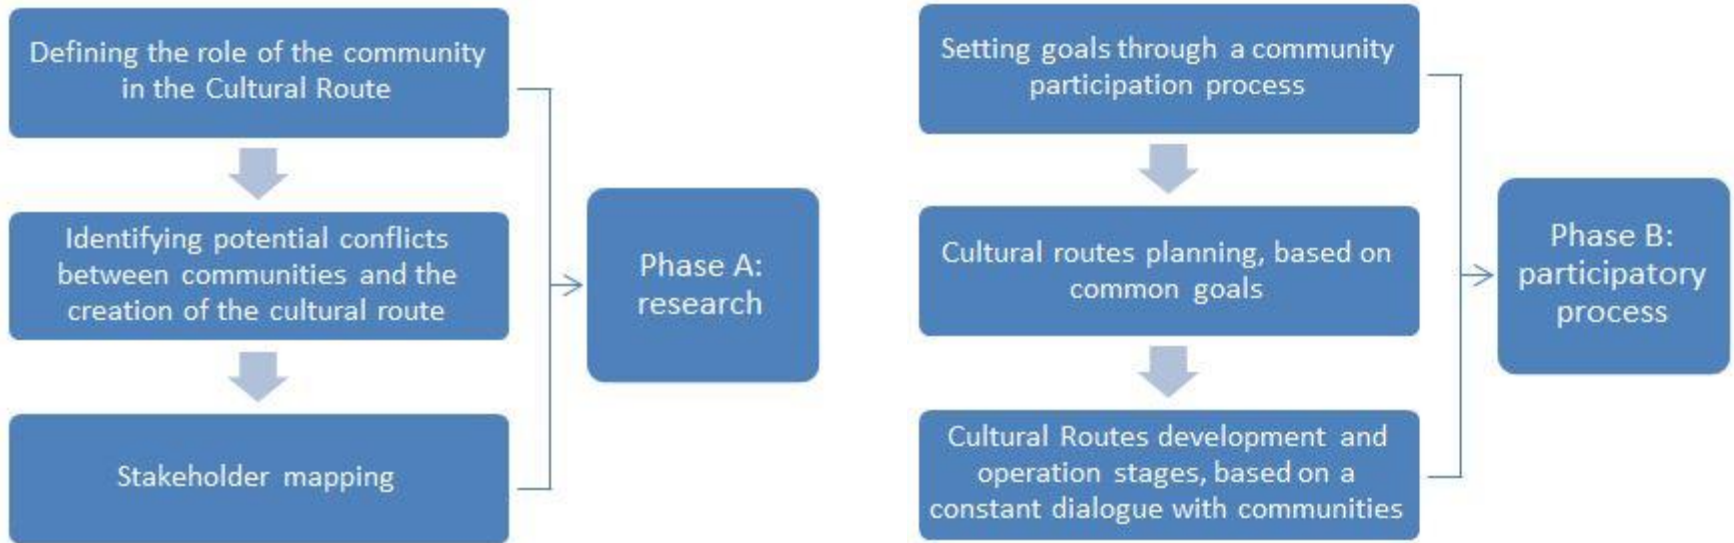 Defining the role of the community
in the Cultural Route
Identifying potential conflicts
between communities and the
creation of the cultural route
Stakeholder mapping
Phase A:
research
Setting goals through a community
participation process
Cultural routes planning, based on
common goals
Cultural Routes development and
operation stages, based on a
constant dialogue with communities
Phase B:
participatory
process